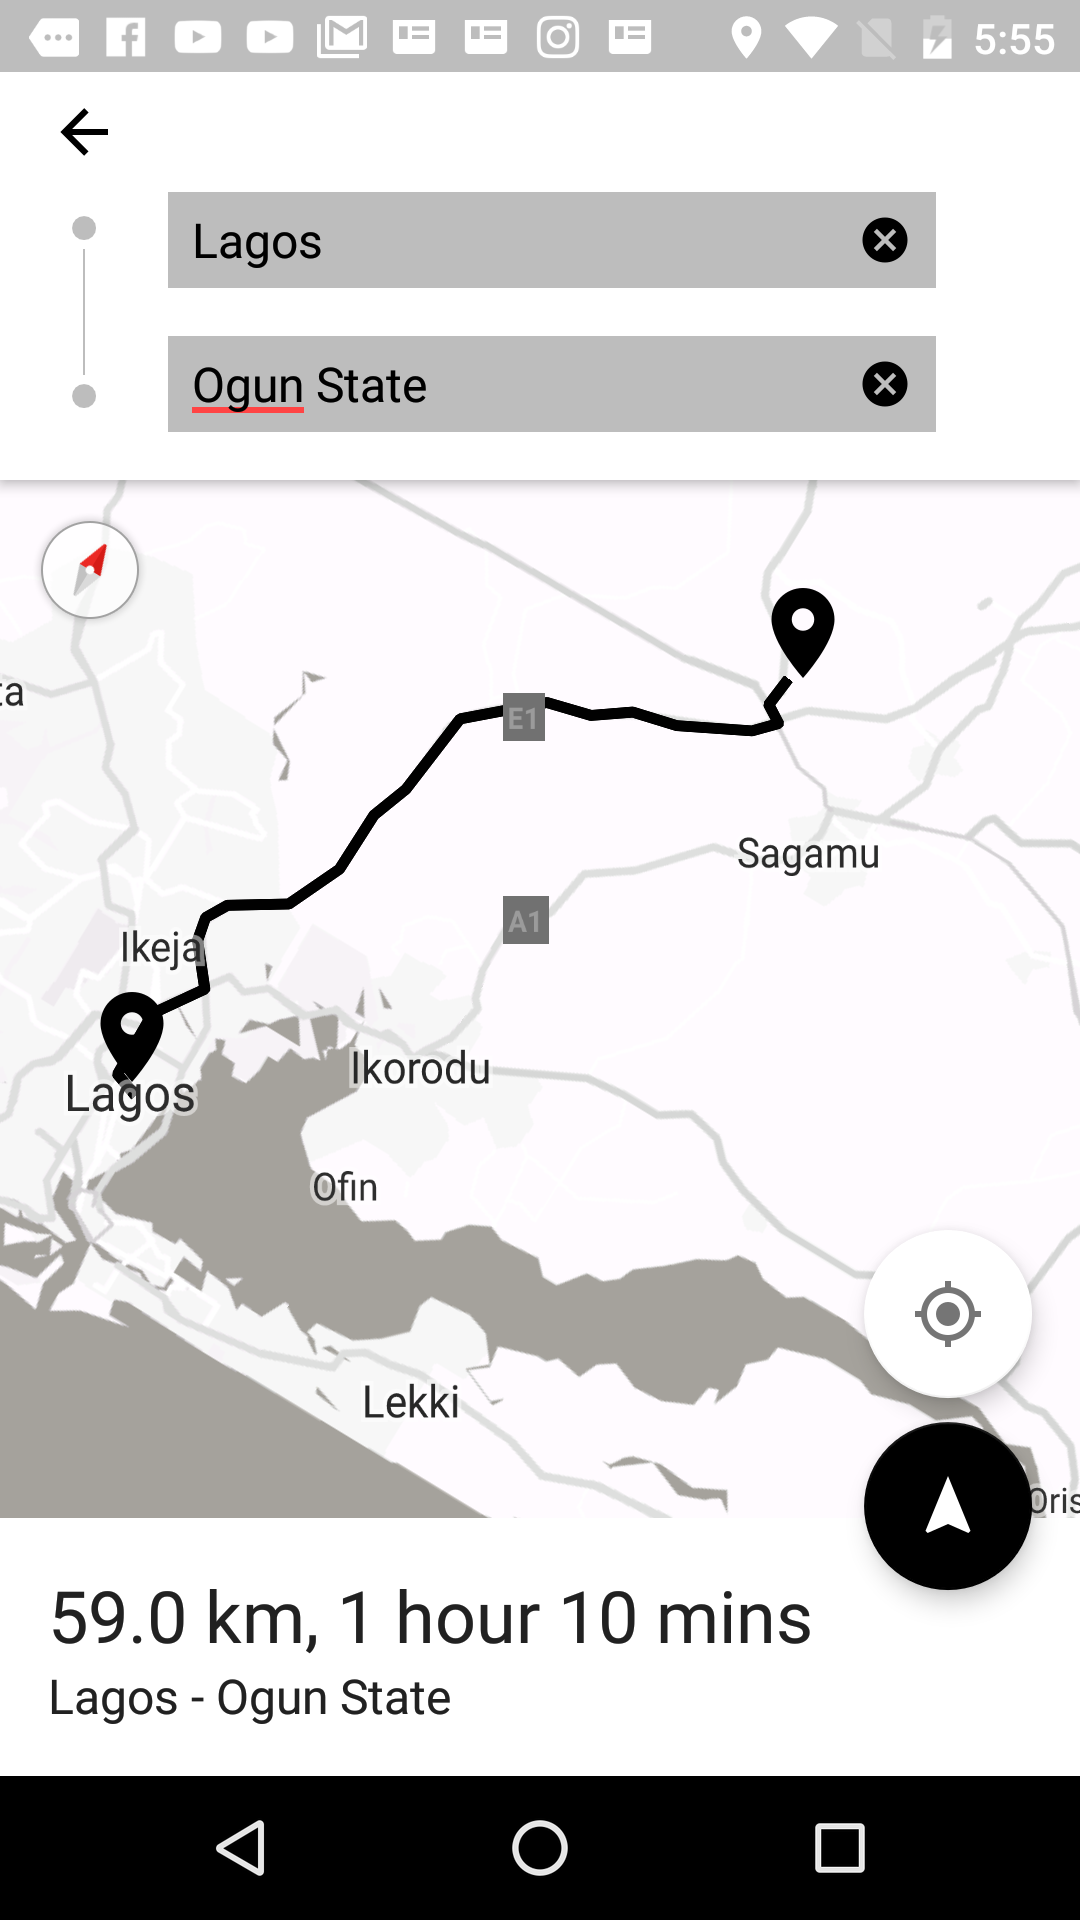 5:55
Lagos
Ogun State
ta
E1
Sagamu
A1
Ikeja
Ikorodu
Lagos
Ofin
Lekki
Oris
59.0 km, 1 hour 10 mins
Lagos - Ogun State